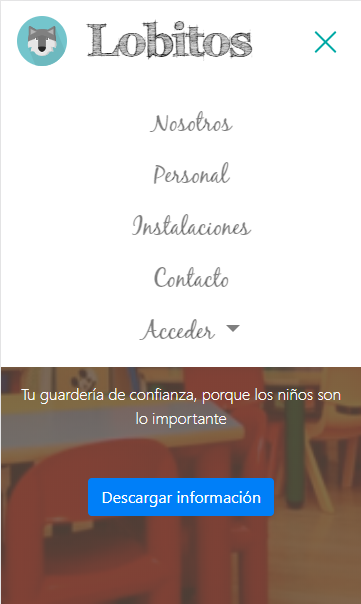 Lobitos
Nosotros
Personal
Instalaciones
Contacto
Acceder
Tu guardería de confianza, porque los niños son
lo importante
Descargar información